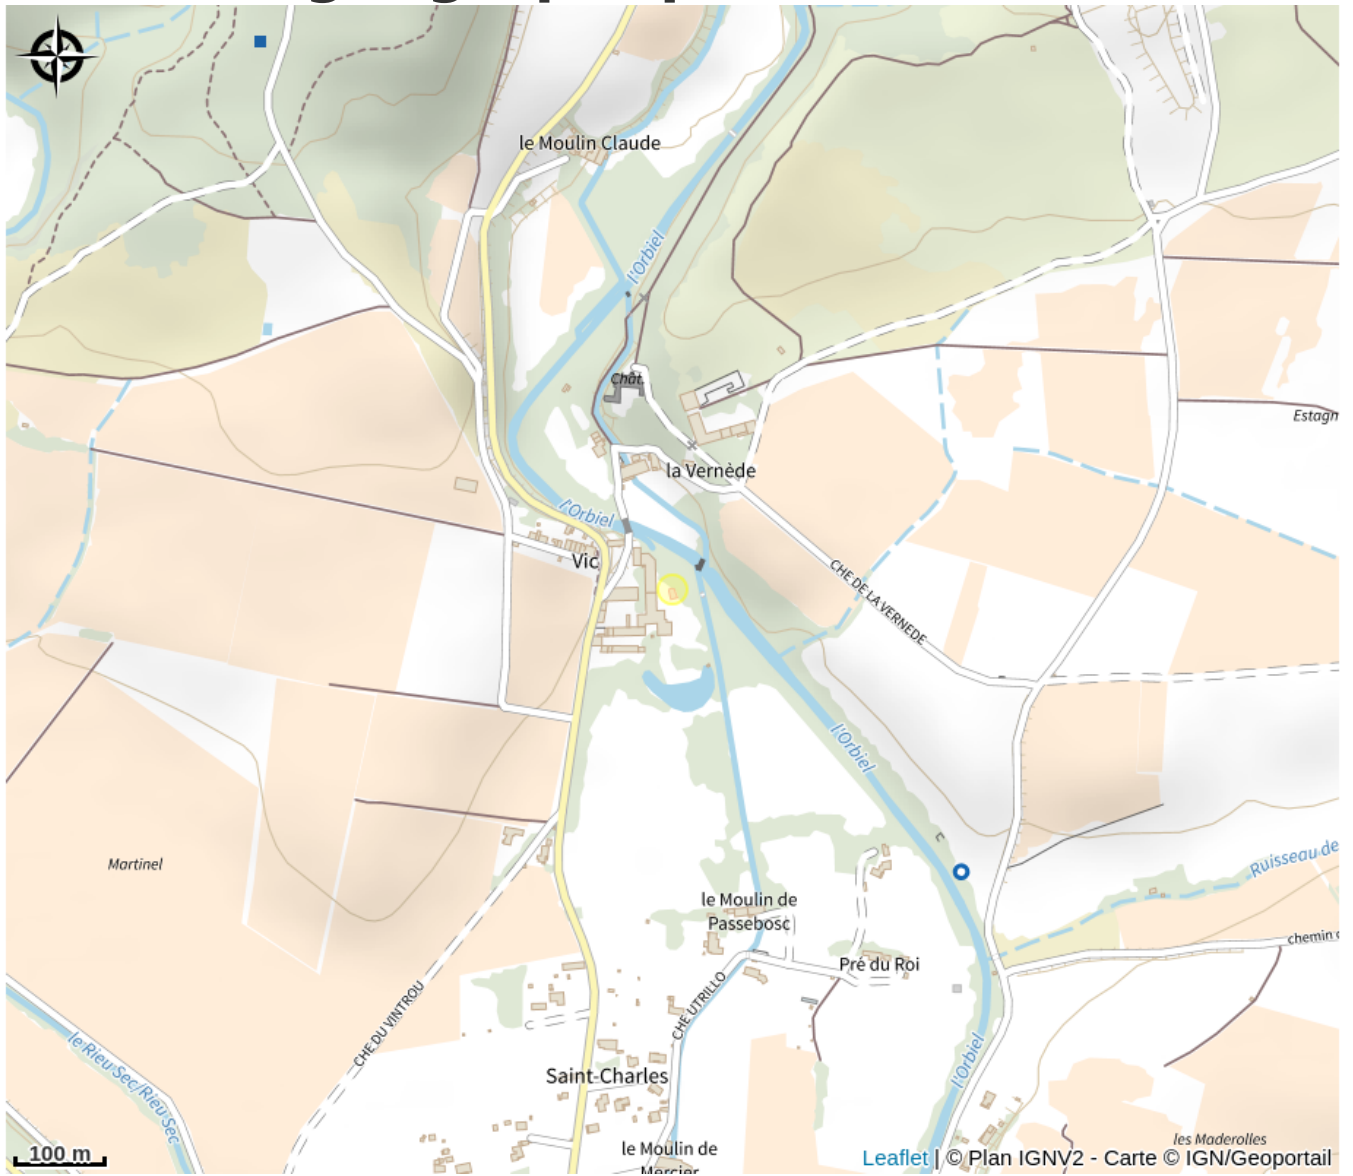 le Moulin Claude
l'Orbiel
Chât.
Estagn
la Vernède
l'Orbiel
Vic
CHE DE LA VERNEDE
l'Orbiel
Martinel
Ruisseau de
le Moulin de
Passebosc
chemin
Pré du Roi
CHE UTRILLO
CHE DU VINTROU
le Rieu Sec/Rieu Sec
l'Orbiel
Saint-Charles
le Moulin de
Mercier
les Maderolles
100 m
Leaflet | © Plan IGNV2 - Carte © IGN/Geoportail